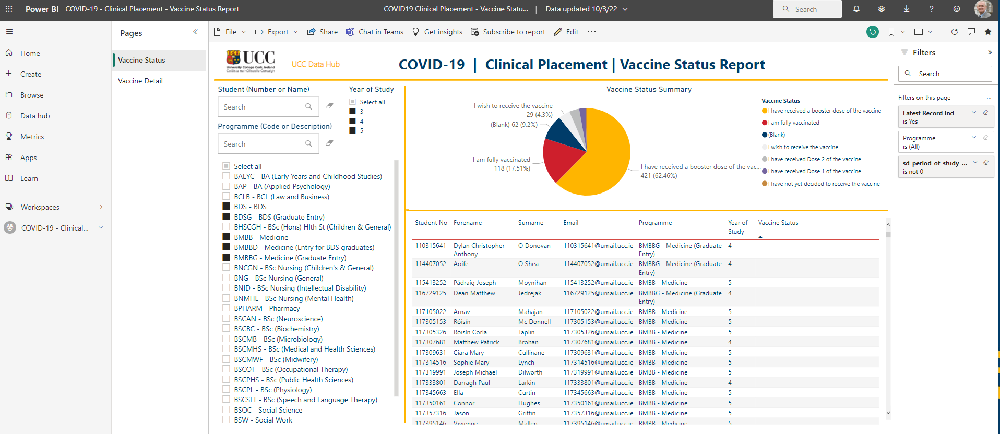 Power BI COVID-19 - Clinical Placement - Vaccine Status Report
COVID19 Clinical Placement - Vaccine Statu... | Data updated 10/3/22
Search
Pages
File Export Share Chat in Teams Get insights Subscribe to report Edit ...
Home
Create
Browse
Data hub
Metrics
Apps
Learn
Workspaces
COVID-19 - Clinical...
Vaccine Status
Vaccine Detail
UCC
University College Cork, Ireland
Coláiste na hOllscoile Corcaigh
UCC Data Hub
COVID-19 | Clinical Placement | Vaccine Status Report
Student (Number or Name)
Search
Programme (Code or Description)
Search
Year of Study
Select all
3
4
5
Select all
BAEYC - BA (Early Years and Childhood Studies)
BAP - BA (Applied Psychology)
BCLB - BCL (Law and Business)
BDS - BDS
BDSG - BDS (Graduate Entry)
BHSCGH - BSc (Hons) Hlth St (Children & General)
BMBB - Medicine
BMBBD - Medicine (Entry for BDS graduates)
BMBBG - Medicine (Graduate Entry)
BNCGN - BSc Nursing (Children's & General)
BNG - BSc Nursing (General)
BNID - BSc Nursing (Intellectual Disability)
BNMHL - BSc Nursing (Mental Health)
BPHARM - Pharmacy
BSCAN - BSc (Neuroscience)
BSCBC - BSc (Biochemistry)
BSCMB - BSc (Microbiology)
BSCMHS - BSc (Medical and Health Sciences)
BSCMWF - BSc (Midwifery)
BSCOT - BSc (Occupational Therapy)
BSCPHS - BSc (Public Health Sciences)
BSCPL - BSc (Physiology)
BSCSLT - BSc (Speech and Language Therapy)
BSOC - Social Science
BSW - Social Work
Vaccine Status Summary
I wish to receive the vaccine
29 (4.3%)
(Blank) 62 (9.2%)
I am fully vaccinated
118 (17.51%)
I have received a booster dose of the vac...
421 (62.46%)
Vaccine Status
I have received a booster dose of the vaccine
I am fully vaccinated
(Blank)
I wish to receive the vaccine
I have received Dose 2 of the vaccine
I have received Dose 1 of the vaccine
I have not yet decided to receive the vaccine
Student No Forename Surname Email Programme Year of Vaccine Status
Study
110315641 Dylan Christopher O Donovan 110315641@umail.ucc.ie BMBBG - Medicine (Graduate 4
Anthony Entry)
114407052 Aoife O Shea 114407052@umail.ucc.ie BMBBG - Medicine (Graduate 4
Entry)
115413252 Pádraig Joseph Moynihan 115413252@umail.ucc.ie BMBB - Medicine 5
116729125 Dean Matthew Jedrejak 116729125@umail.ucc.ie BMBBG - Medicine (Graduate 4
Entry)
117105022 Arnav Mahajan 117105022@umail.ucc.ie BMBB - Medicine 5
117305153 Róisín Mc Donnell 117305153@umail.ucc.ie BMBB - Medicine 5
117305326 Róisín Corla Taplin 117305326@umail.ucc.ie BMBB - Medicine 5
117307681 Matthew Patrick Brohan 117307681@umail.ucc.ie BMBB - Medicine 4
117309631 Ciara Mary Cullinane 117309631@umail.ucc.ie BMBB - Medicine 5
117314516 Sophie Mary Lynch 117314516@umail.ucc.ie BMBB - Medicine 5
117319991 Joseph Michael Dilworth 117319991@umail.ucc.ie BMBB - Medicine 5
117333801 Darragh Paul Larkin 117333801@umail.ucc.ie BMBB - Medicine 4
117345663 Ella Curtin 117345663@umail.ucc.ie BMBB - Medicine 5
117350161 Connor Hughes 117350161@umail.ucc.ie BMBB - Medicine 5
117357316 Jason Griffin 117357316@umail.ucc.ie BMBB - Medicine 5
117395146 Vivienne Mallen 117395146@umail.ucc.ie BMBB - Medicine 5
Filters
Search
Filters on this page ...
Latest Record Ind
is Yes
Programme
is (All)
sd_period_of_study_...
is not 0